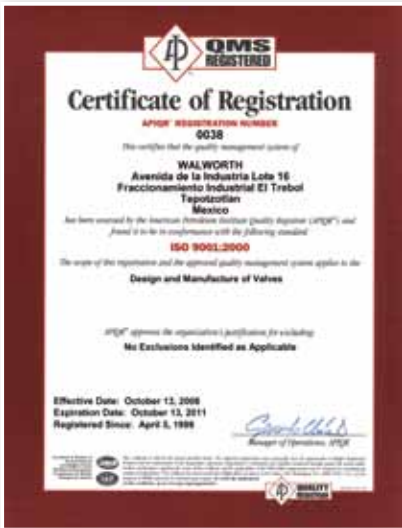 QMS
REGISTERED
Certificate of Registration
APIQR® REGISTRATION NUMBER
0038
This certifies that the quality management system of
WALWORTH
Avenida de la Industria Lote 16
Fraccionamiento Industrial El Trebol
Tepotzotlan
Mexico
has been assessed by the American Petroleum Institute Quality Registrar (APIQR®) and
found it to be in conformance with the following standard:
ISO 9001:2000
The scope of this registration and the approved quality management system applies to the
Design and Manufacture of Valves
APIQR® approves the organization's justification for excluding:
No Exclusions Identified as Applicable
Effective Date: October 13, 2008
Expiration Date: October 13, 2011
Registered Since: April 5, 1996
Manager of Operations, APIQR
QUALITY
REGISTRAR